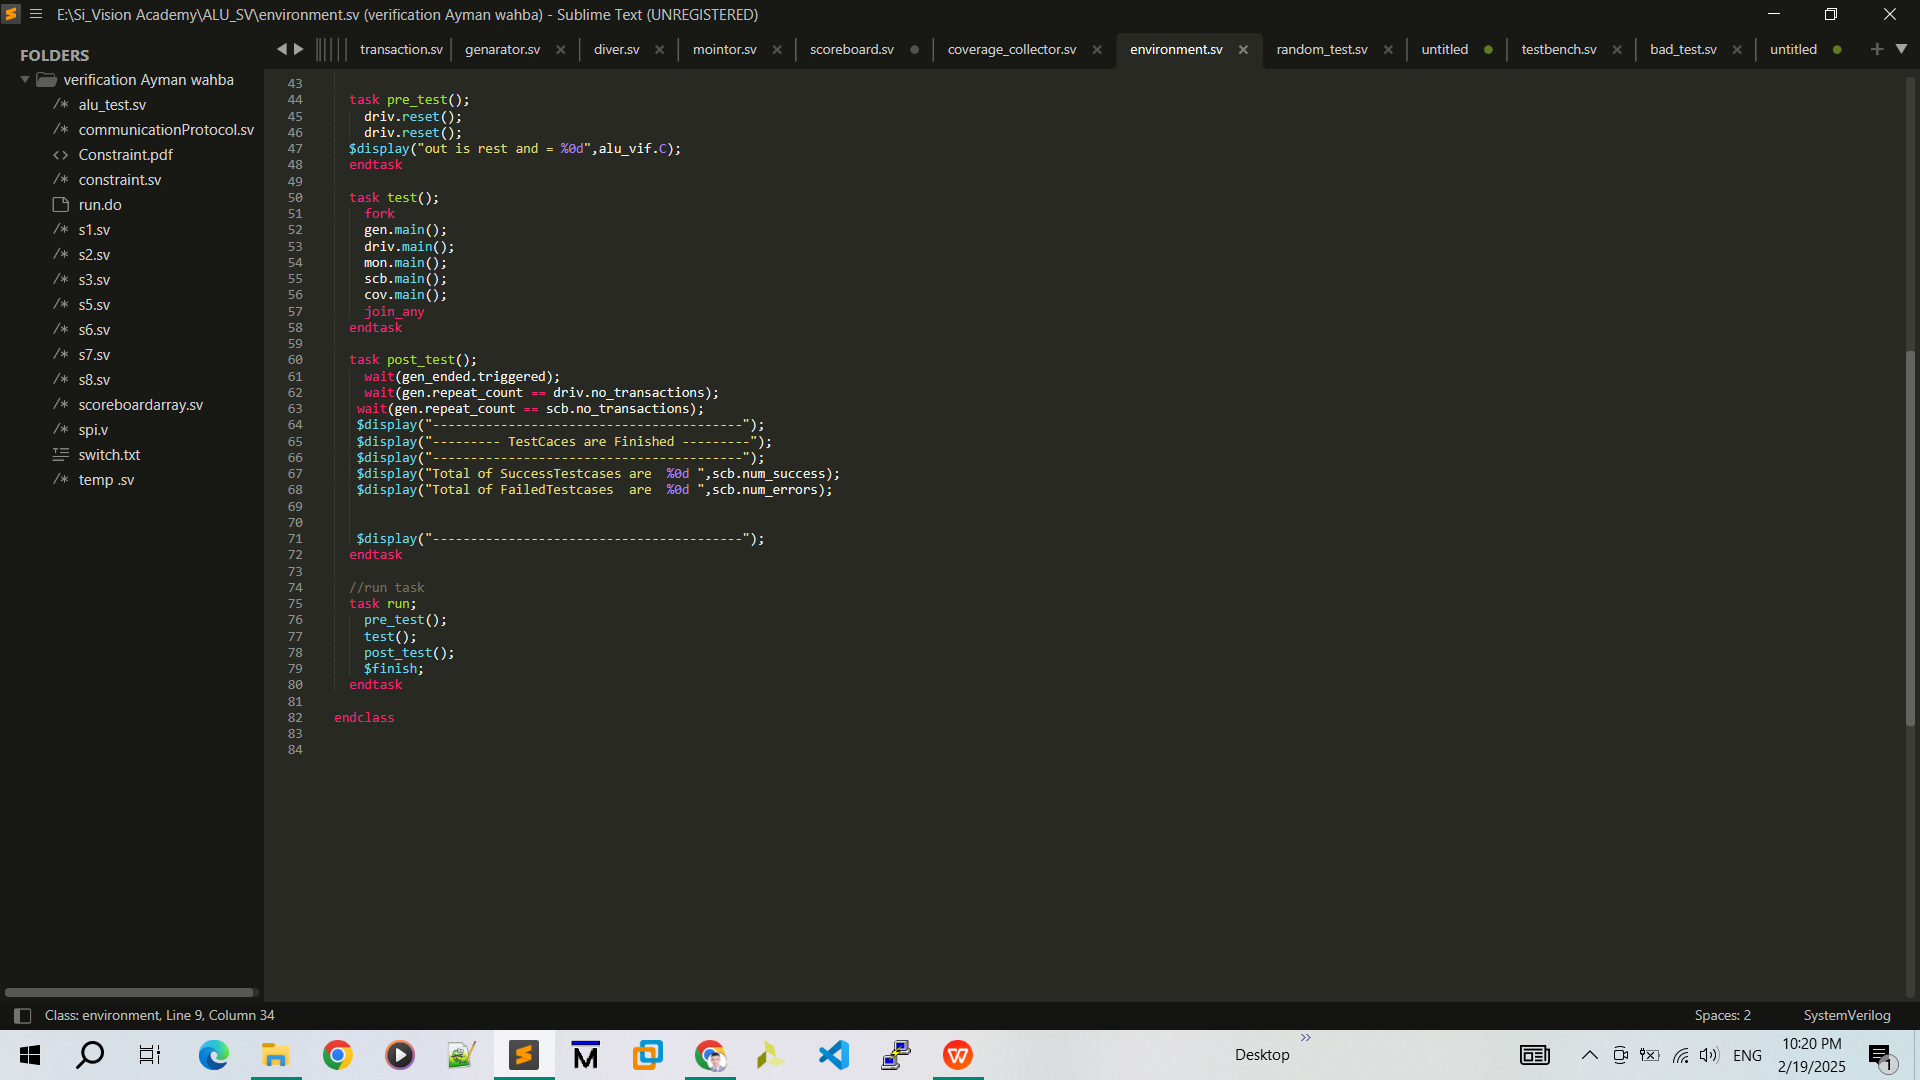 E:\Si_Vision Academy\ALU_SV\environment.sv (verification Ayman wahba) - Sublime Text (UNREGISTERED)
FOLDERS
verification Ayman wahba
/* alu_test.sv
/* communicationProtocol.sv
<> Constraint.pdf
/* constraint.sv
run.do
/* s1.sv
/* s2.sv
/* s3.sv
/* s5.sv
/* s6.sv
/* s7.sv
/* s8.sv
/* scoreboardarray.sv
/* spi.v
switch.txt
/* temp .sv
transaction.sv genarator.sv diver.sv mointor.sv scoreboard.sv coverage_collector.sv environment.sv random_test.sv untitled testbench.sv bad_test.sv untitled
43
44 task pre_test();
45 driv.reset();
46 driv.reset();
47 $display("out is rest and = %0d",alu_vif.C);
48 endtask
49
50 task test();
51 fork
52 gen.main();
53 driv.main();
54 mon.main();
55 scb.main();
56 cov.main();
57 join_any
58 endtask
59
60 task post_test();
61 wait(gen_ended.triggered);
62 wait(gen.repeat_count == driv.no_transactions);
63 wait(gen.repeat_count == scb.no_transactions);
64 $display("-----------------------------------------");
65 $display("--------- TestCaces are Finished ---------");
66 $display("-----------------------------------------");
67 $display("Total of SuccessTestcases are  %0d ",scb.num_success);
68 $display("Total of FailedTestcases  are  %0d ",scb.num_errors);
69
70
71 $display("-----------------------------------------");
72 endtask
73
74 //run task
75 task run;
76 pre_test();
77 test();
78 post_test();
79 $finish;
80 endtask
81
82 endclass
83
84
Class: environment, Line 9, Column 34
Spaces: 2
SystemVerilog
Desktop
ENG
10:20 PM
2/19/2025
1